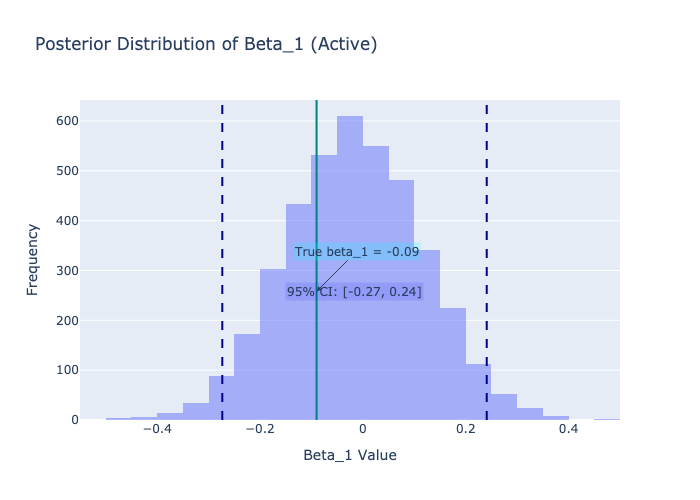 Posterior Distribution of Beta_1 (Active)
600
500
400
300
200
100
0
Frequency
True beta_1 = -0.09
95% CI: [-0.27, 0.24]
−0.4
−0.2
0
0.2
0.4
Beta_1 Value